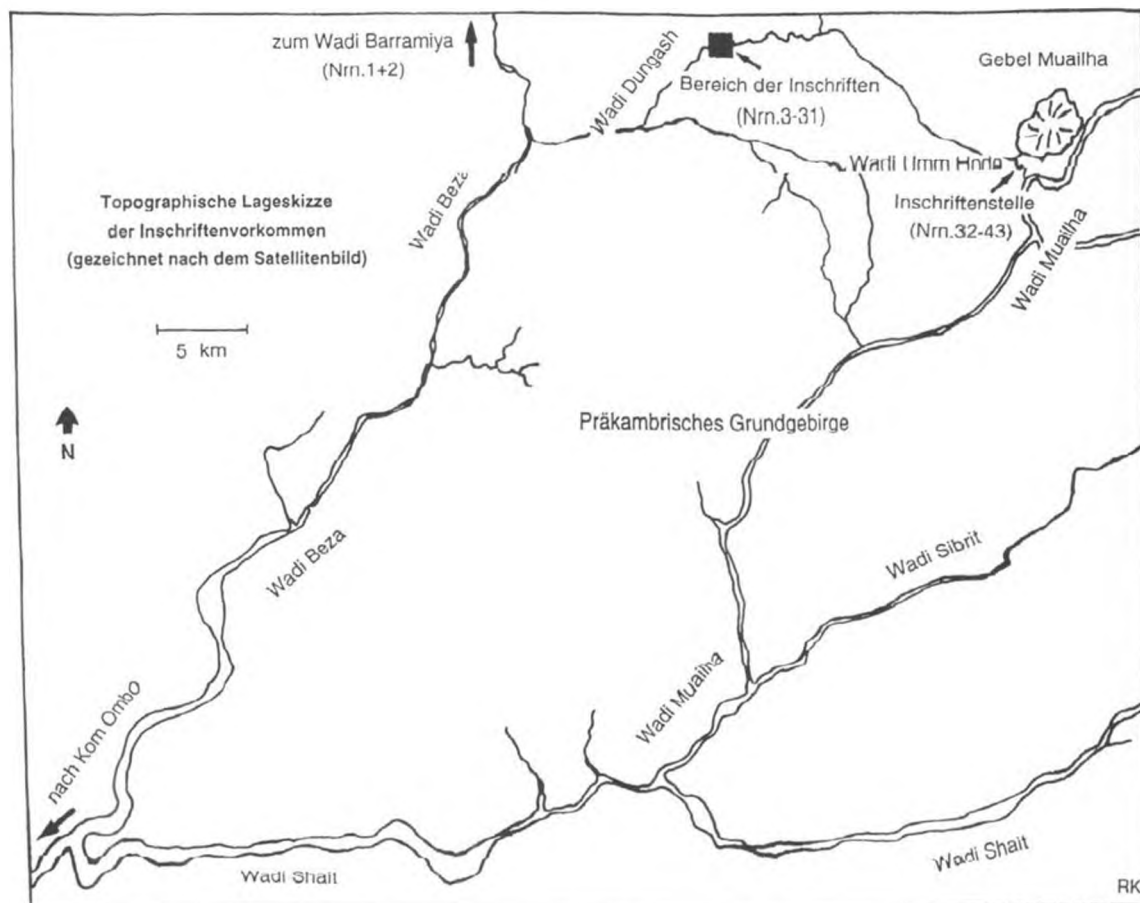 zum Wadi Barramiya
(Nrn.1+2)
Wadi Dungash
Bereich der Inschriften
(Nrn.3-31)
Gebel Muailha
Wadi Umm
Inschriftenstelle
(Nrn.32-43)
Wadi Muailha
Topographische Lageskizze
der Inschriftenvorkommen
(gezeichnet nach dem Satellitenbild)
Wadi Beza
5 km
N
Präkambrisches Grundgebirge
Wadi Beza
Wadi Sibrit
Wadi Muailha
nach Kom Ombo
Wadi Shait
Wadi Shait
RK